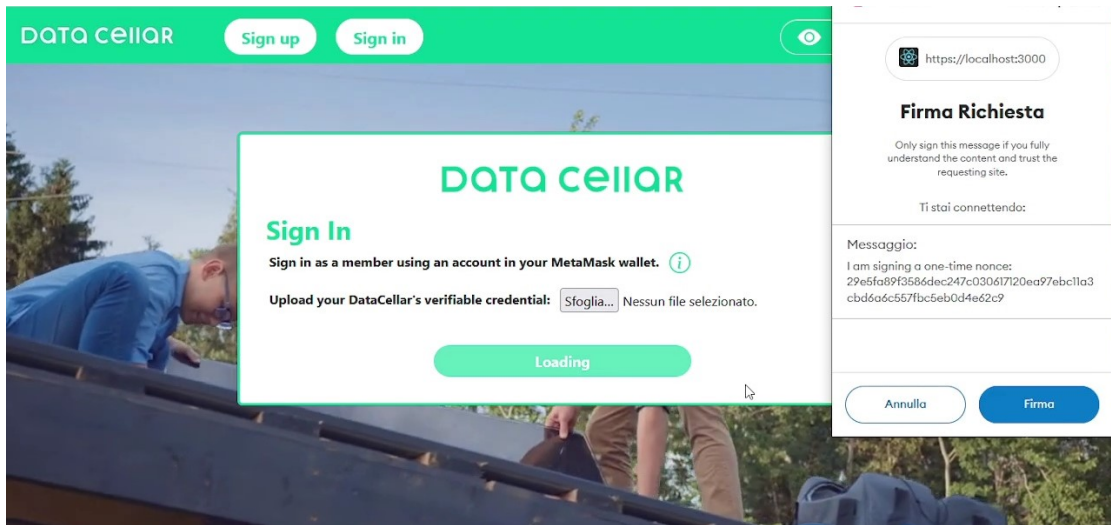 DATA CELLAR
Sign up
Sign in
https://localhost:3000
Firma Richiesta
Only sign this message if you fully
understand the content and trust the
requesting site.
Ti stai connettendo:
Messaggio:
I am signing a one-time nonce:
29e5fa89f3586dec247c030617120ea97ebc11a3
cbd6a6c557fbc5eb0d4e62c9
Annulla
Firma
DATA CELLAR
Sign In
Sign in as a member using an account in your MetaMask wallet. i
Upload your DataCellar's verifiable credential: Sfoglia... Nessun file selezionato.
Loading